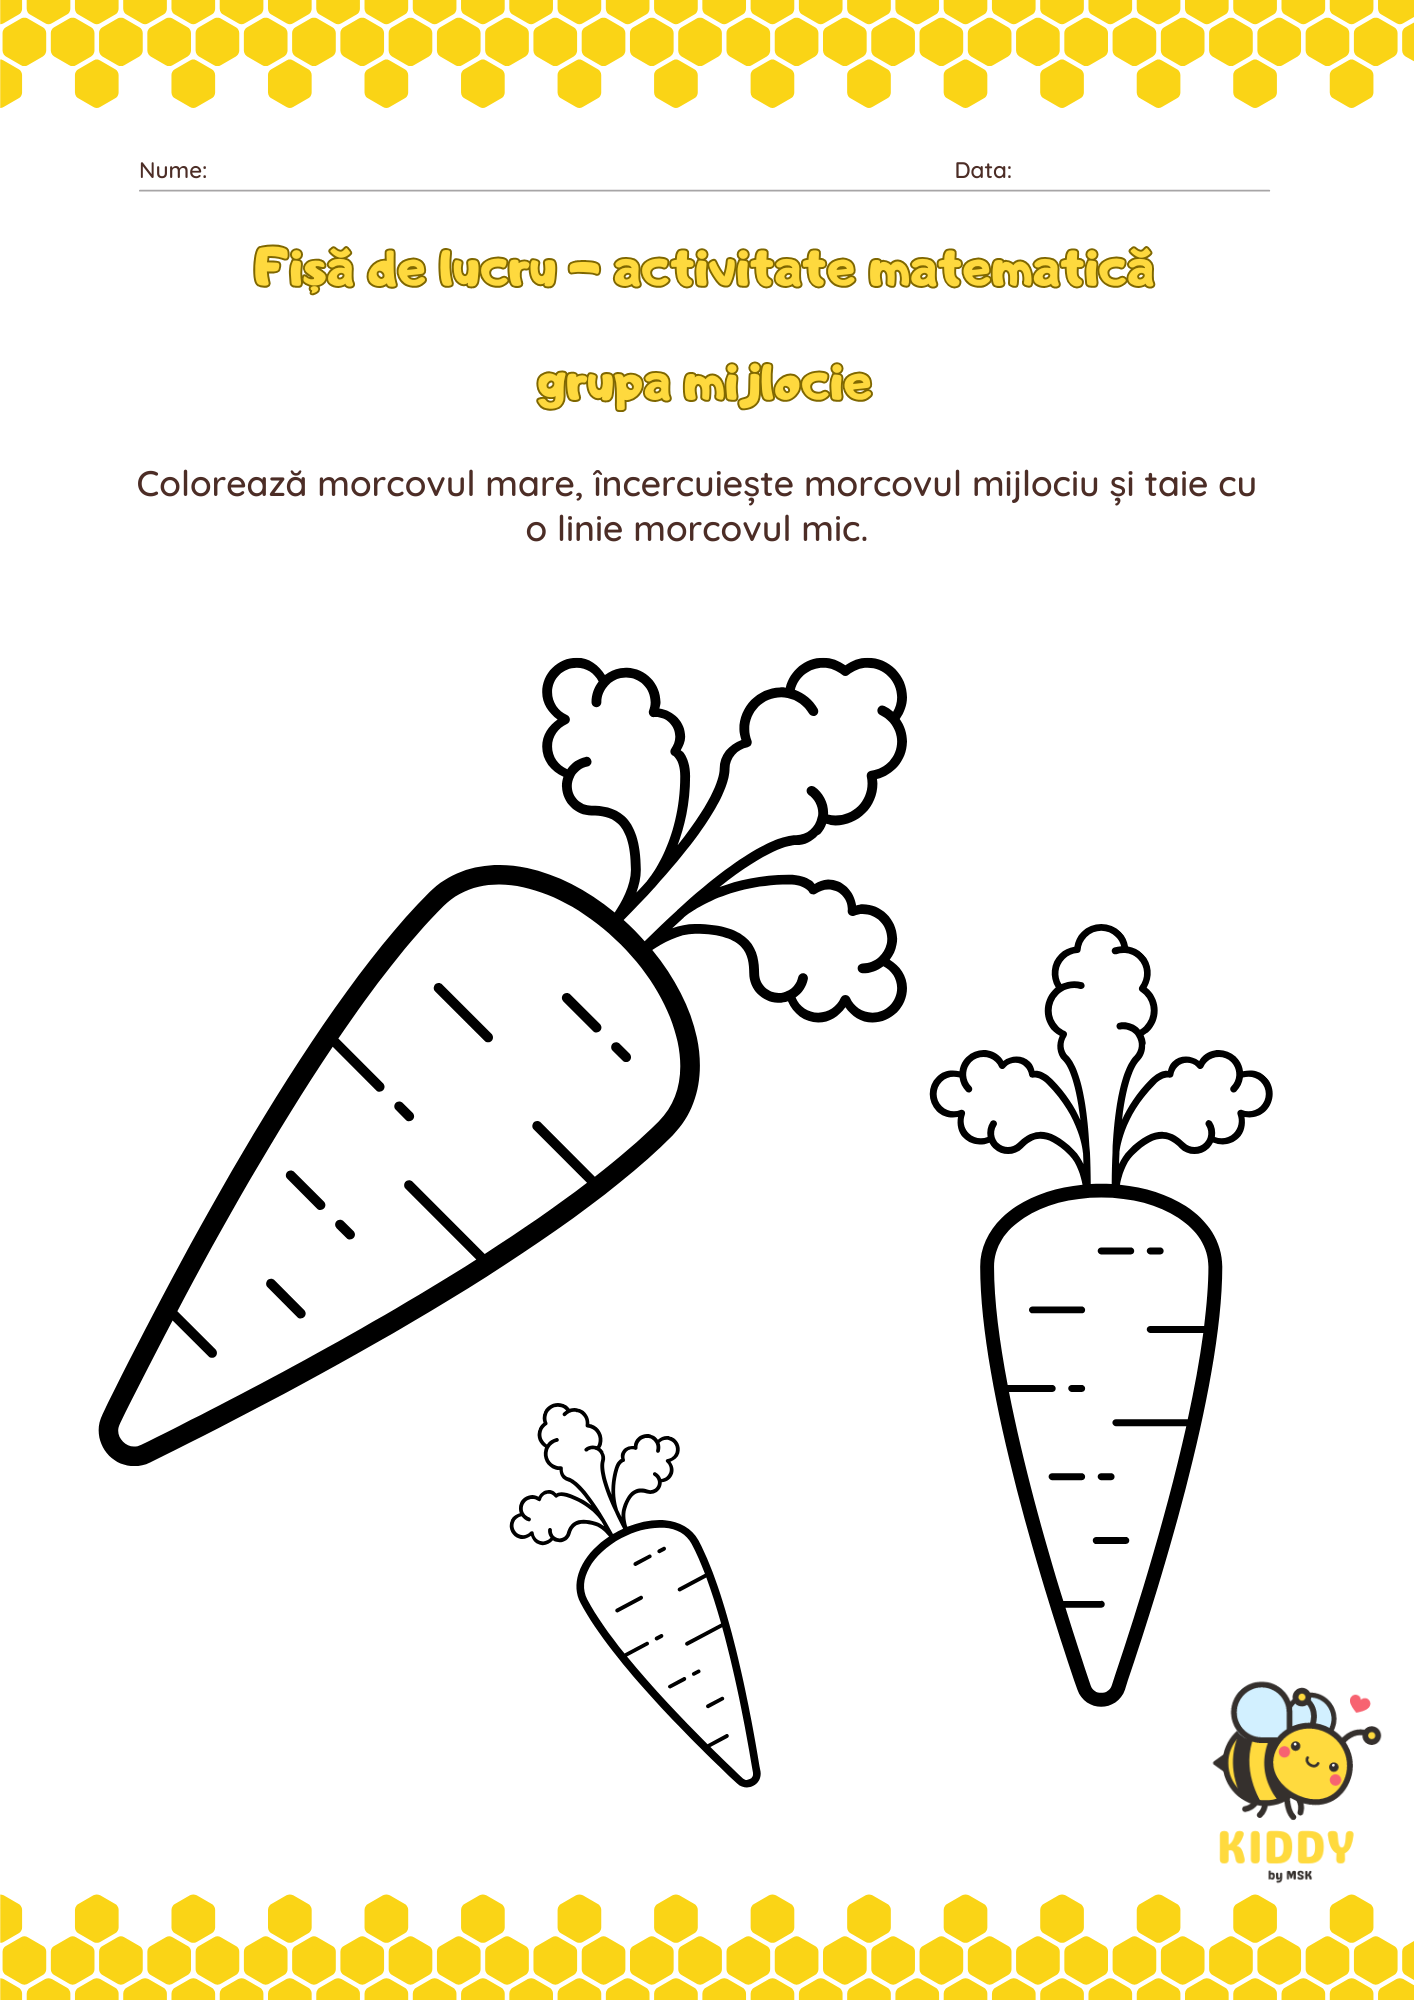 Nume:
Data:
Fișă de lucru - activitate matematică
grupa mijlocie
Colorează morcovul mare, încercuiește morcovul mijlociu și taie cu
o linie morcovul mic.
KIDDY
by MSK